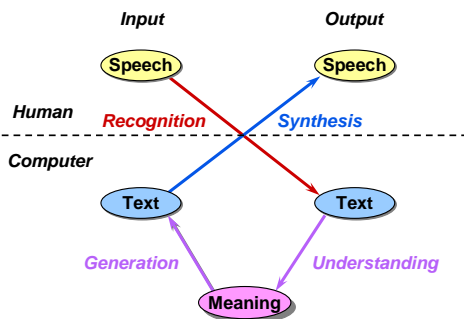 Input Output
Speech Speech
Human
Recognition Synthesis
Computer
Text Text
Generation Understanding
Meaning